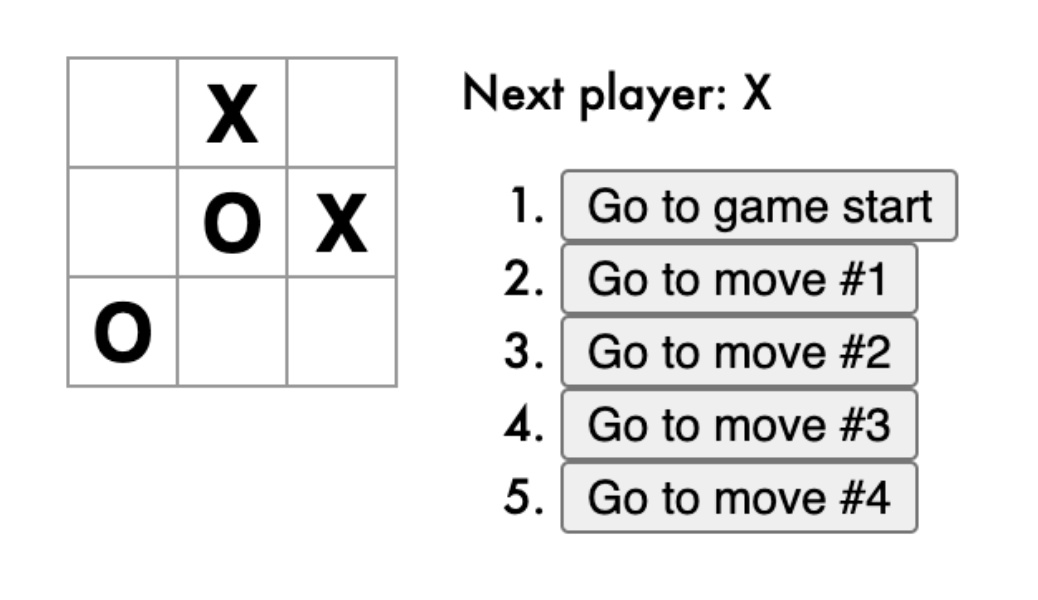 X
O X
O
Next player: X
1. Go to game start
2. Go to move #1
3. Go to move #2
4. Go to move #3
5. Go to move #4